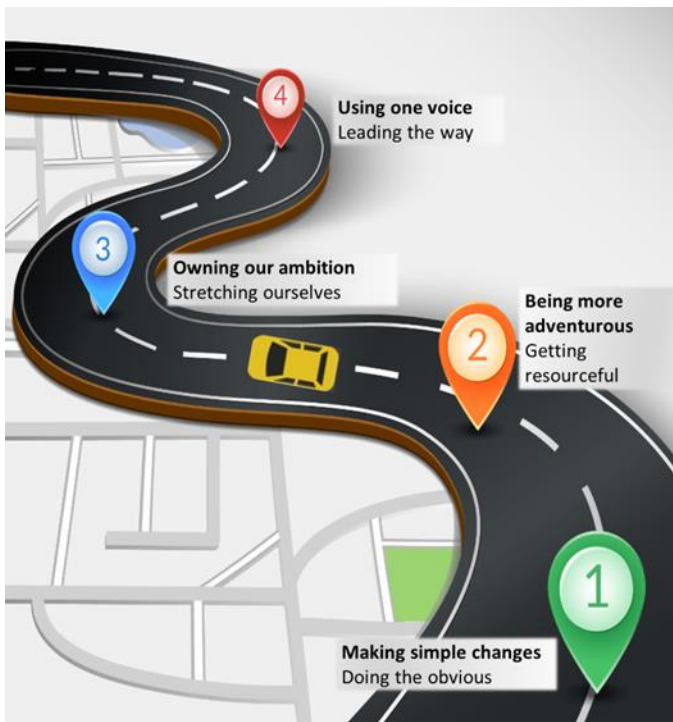 4
Using one voice
Leading the way
3
Owning our ambition
Stretching ourselves
Being more
adventurous
Getting
resourceful
2
1
Making simple changes
Doing the obvious